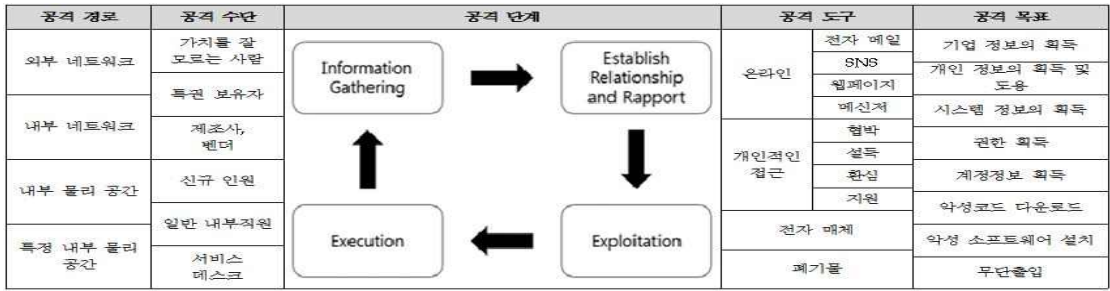 공격 경로
공격 수단
공격 단계
공격 도구
공격 목표
외부 네트워크
내부 네트워크
내부 물리 공간
특정 내부 물리
공간
가치를 잘
모르는 사람
특권 보유자
제조사,
벤더
신규 인원
일반 내부직원
서비스
데스크
Information
Gathering
Establish
Relationship
and Rapport
Execution
Exploitation
온라인
전자 메일
SNS
웹페이지
메신저
개인적인
접근
협박
설득
환심
지원
전자 매체
폐기물
기업 정보의 획득
개인 정보의 획득 및
도용
시스템 정보의 획득
권한 획득
계정정보 획득
악성코드 다운로드
악성 소프트웨어 설치
무단출입